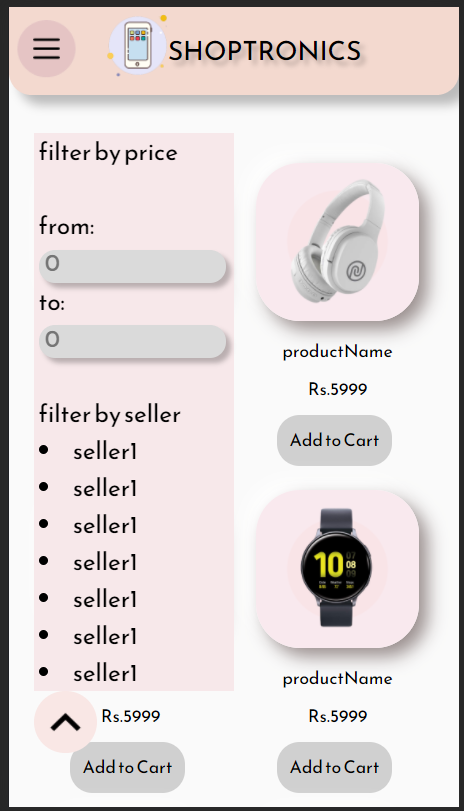 SHOPTRONICS
filter by price
from:
0
to:
0
filter by seller
seller1
seller1
seller1
seller1
seller1
seller1
seller1
Rs.5999
Add to Cart
productName
Rs.5999
Add to Cart
10
08
productName
Rs.5999
Add to Cart